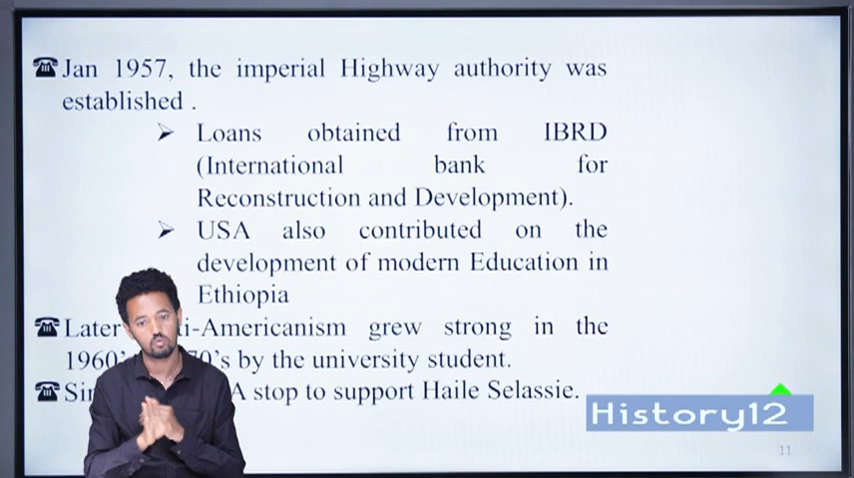 Jan 1957, the imperial Highway authority was
established .
➢ Loans obtained from IBRD
(International bank for
Reconstruction and Development).
➢ USA also contributed on the
development of modern Education in
Ethiopia
Later i-Americanism grew strong in the
1960' 70's by the university student.
A stop to support Haile Selassie.
History12
11